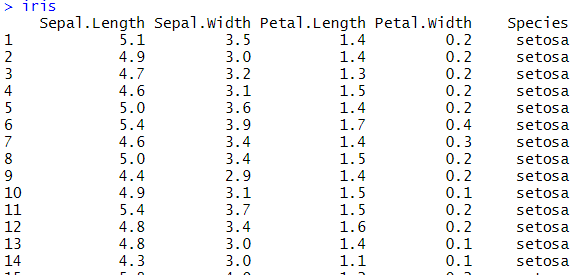 > iris
Sepal.Length Sepal.Width Petal.Length Petal.Width Species
1 5.1 3.5 1.4 0.2 setosa
2 4.9 3.0 1.4 0.2 setosa
3 4.7 3.2 1.3 0.2 setosa
4 4.6 3.1 1.5 0.2 setosa
5 5.0 3.6 1.4 0.2 setosa
6 5.4 3.9 1.7 0.4 setosa
7 4.6 3.4 1.4 0.3 setosa
8 5.0 3.4 1.5 0.2 setosa
9 4.4 2.9 1.4 0.2 setosa
10 4.9 3.1 1.5 0.1 setosa
11 5.4 3.7 1.5 0.2 setosa
12 4.8 3.4 1.6 0.2 setosa
13 4.8 3.0 1.4 0.1 setosa
14 4.3 3.0 1.1 0.1 setosa